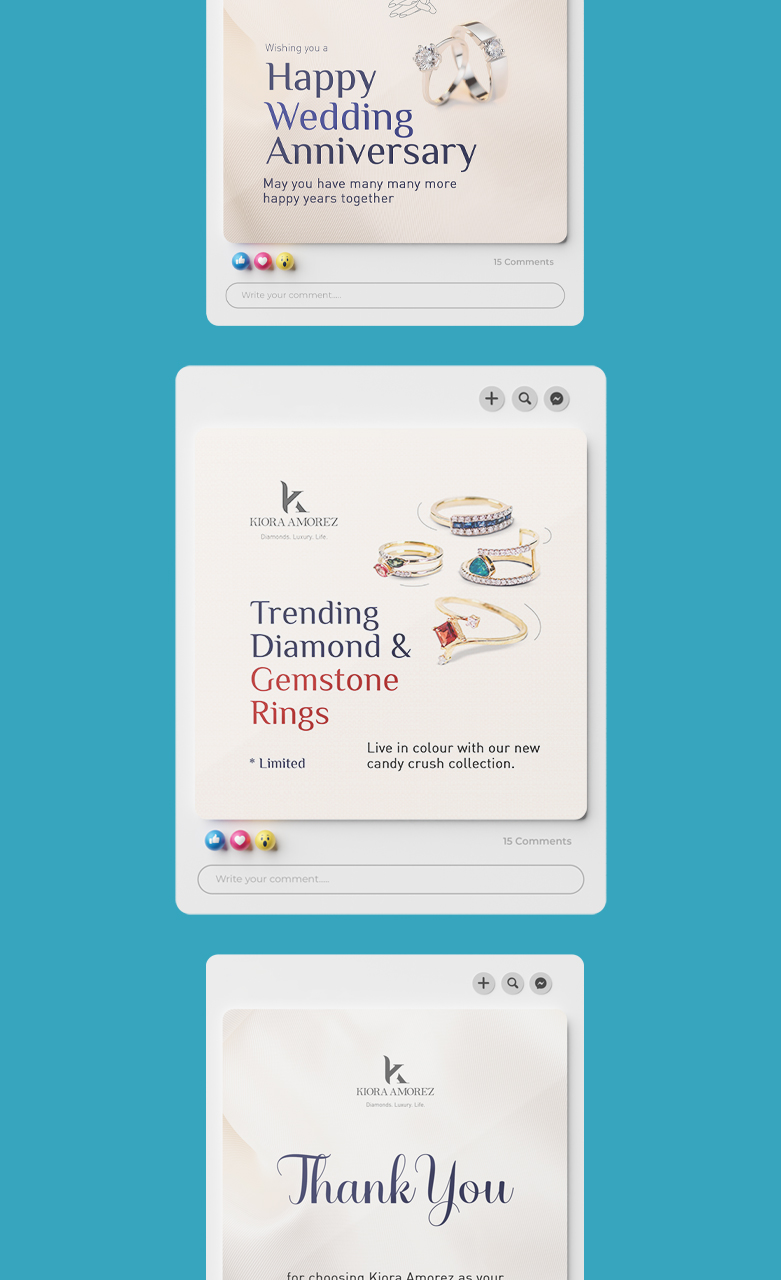 Wishing you a
Happy
Wedding
Anniversary
May you have many many more
happy years together
15 Comments
Write your comment....
KIORA AMOREZ
Diamonds. Luxury. Life.
Trending
Diamond &
Gemstone
Rings
* Limited
Live in colour with our new
candy crush collection.
15 Comments
Write your comment.....
KIORA AMOREZ
Diamonds. Luxury. Life.
Thank You
for choosing Kiora Amorez as your